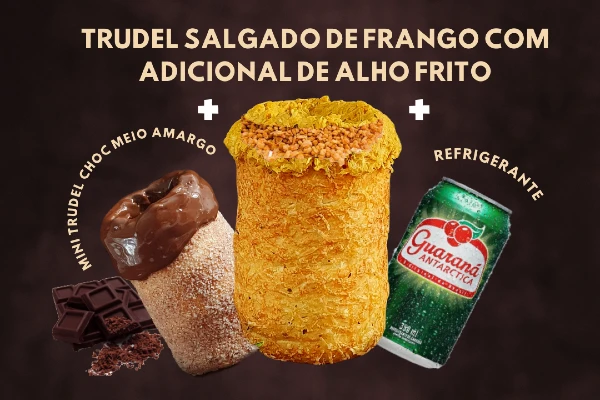 TRUDEL SALGADO DE FRANGO COM
ADICIONAL DE ALHO FRITO
MINI TRUDEL CHOC MEIO AMARGO
REFRIGERANTE
Guaraná
ANTARCTICA